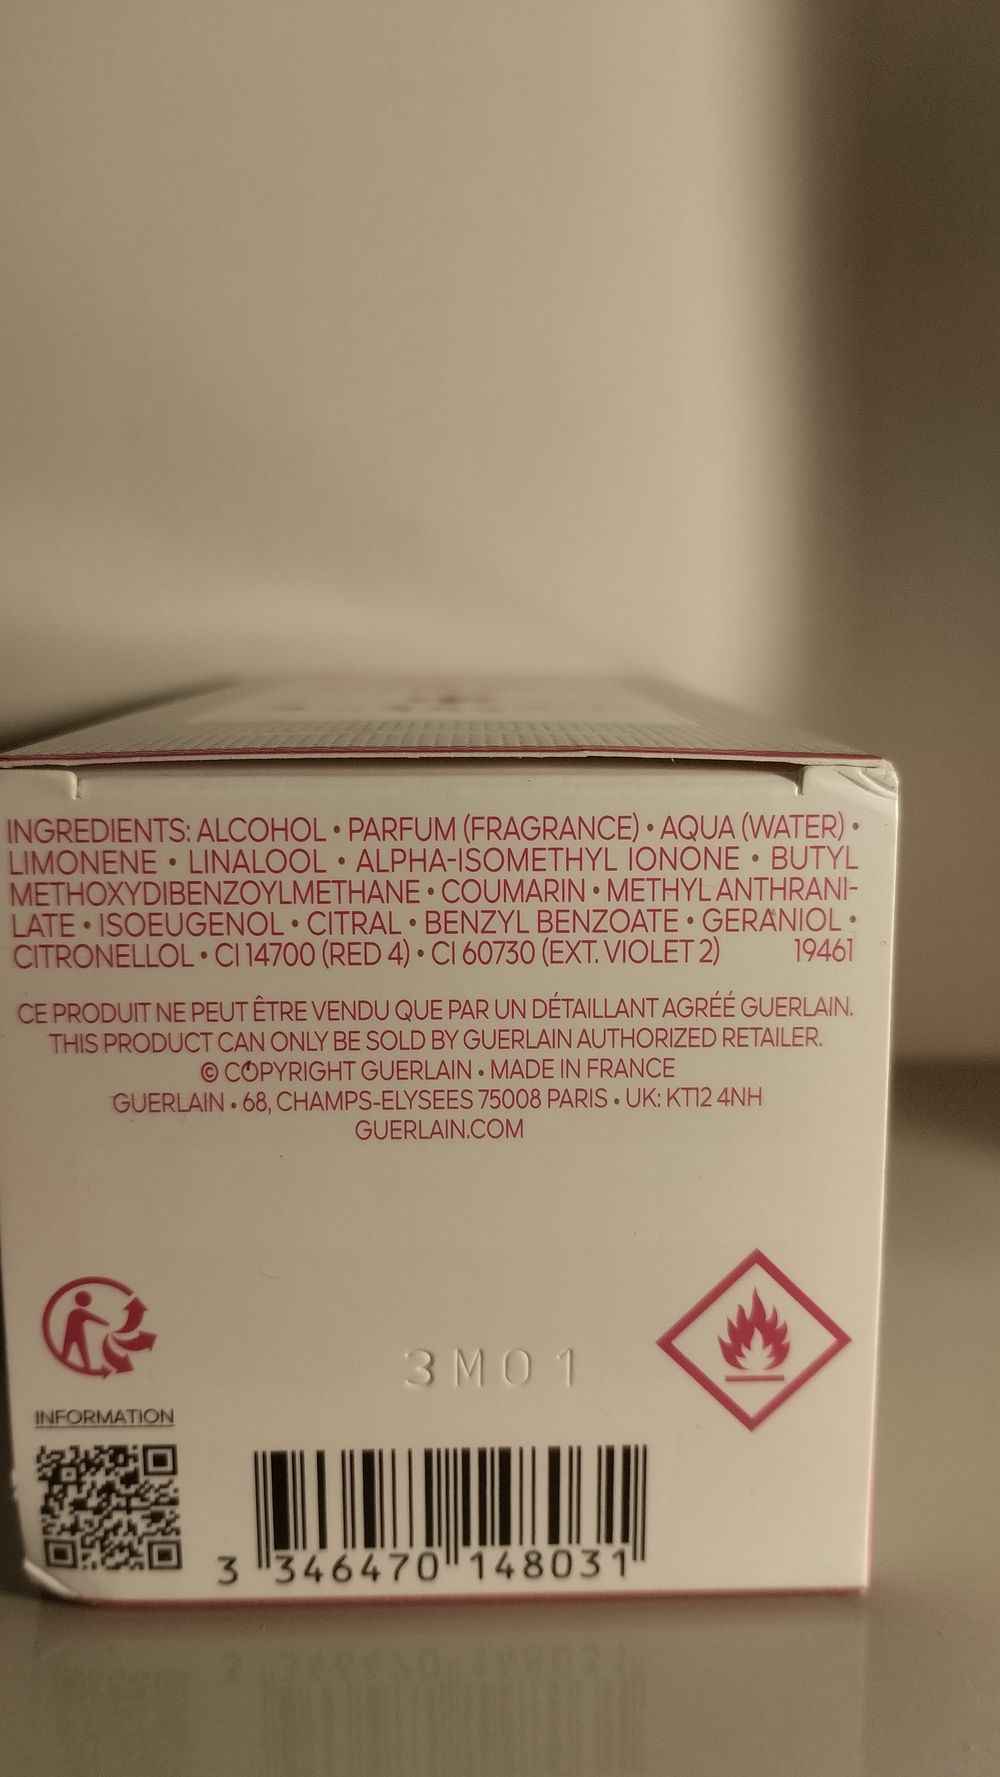 INGREDIENTS: ALCOHOL • PARFUM (FRAGRANCE) • AQUA (WATER) •
LIMONENE • LINALOOL • ALPHA-ISOMETHYL IONONE • BUTYL
METHOXYDIBENZOYLMETHANE • COUMARIN • METHYL ANTHRANI-
LATE • ISOEUGENOL • CITRAL • BENZYL BENZOATE • GERANIOL •
CITRONELLOL • CI 14700 (RED 4) • CI 60730 (EXT. VIOLET 2) 19461
CE PRODUIT NE PEUT ÊTRE VENDU QUE PAR UN DÉTAILLANT AGRÉÉ GUERLAIN.
THIS PRODUCT CAN ONLY BE SOLD BY GUERLAIN AUTHORIZED RETAILER.
© COPYRIGHT GUERLAIN • MADE IN FRANCE
GUERLAIN • 68, CHAMPS-ELYSEES 75008 PARIS • UK: KT12 4NH
GUERLAIN.COM
3M01
INFORMATION
3 346470 148031